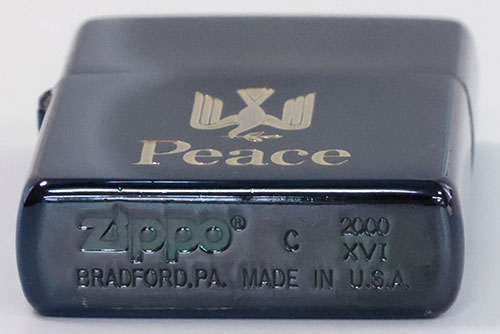 Peace
Zippo® C 2000
XVI
BRADFORD,PA. MADE IN U.S.A.